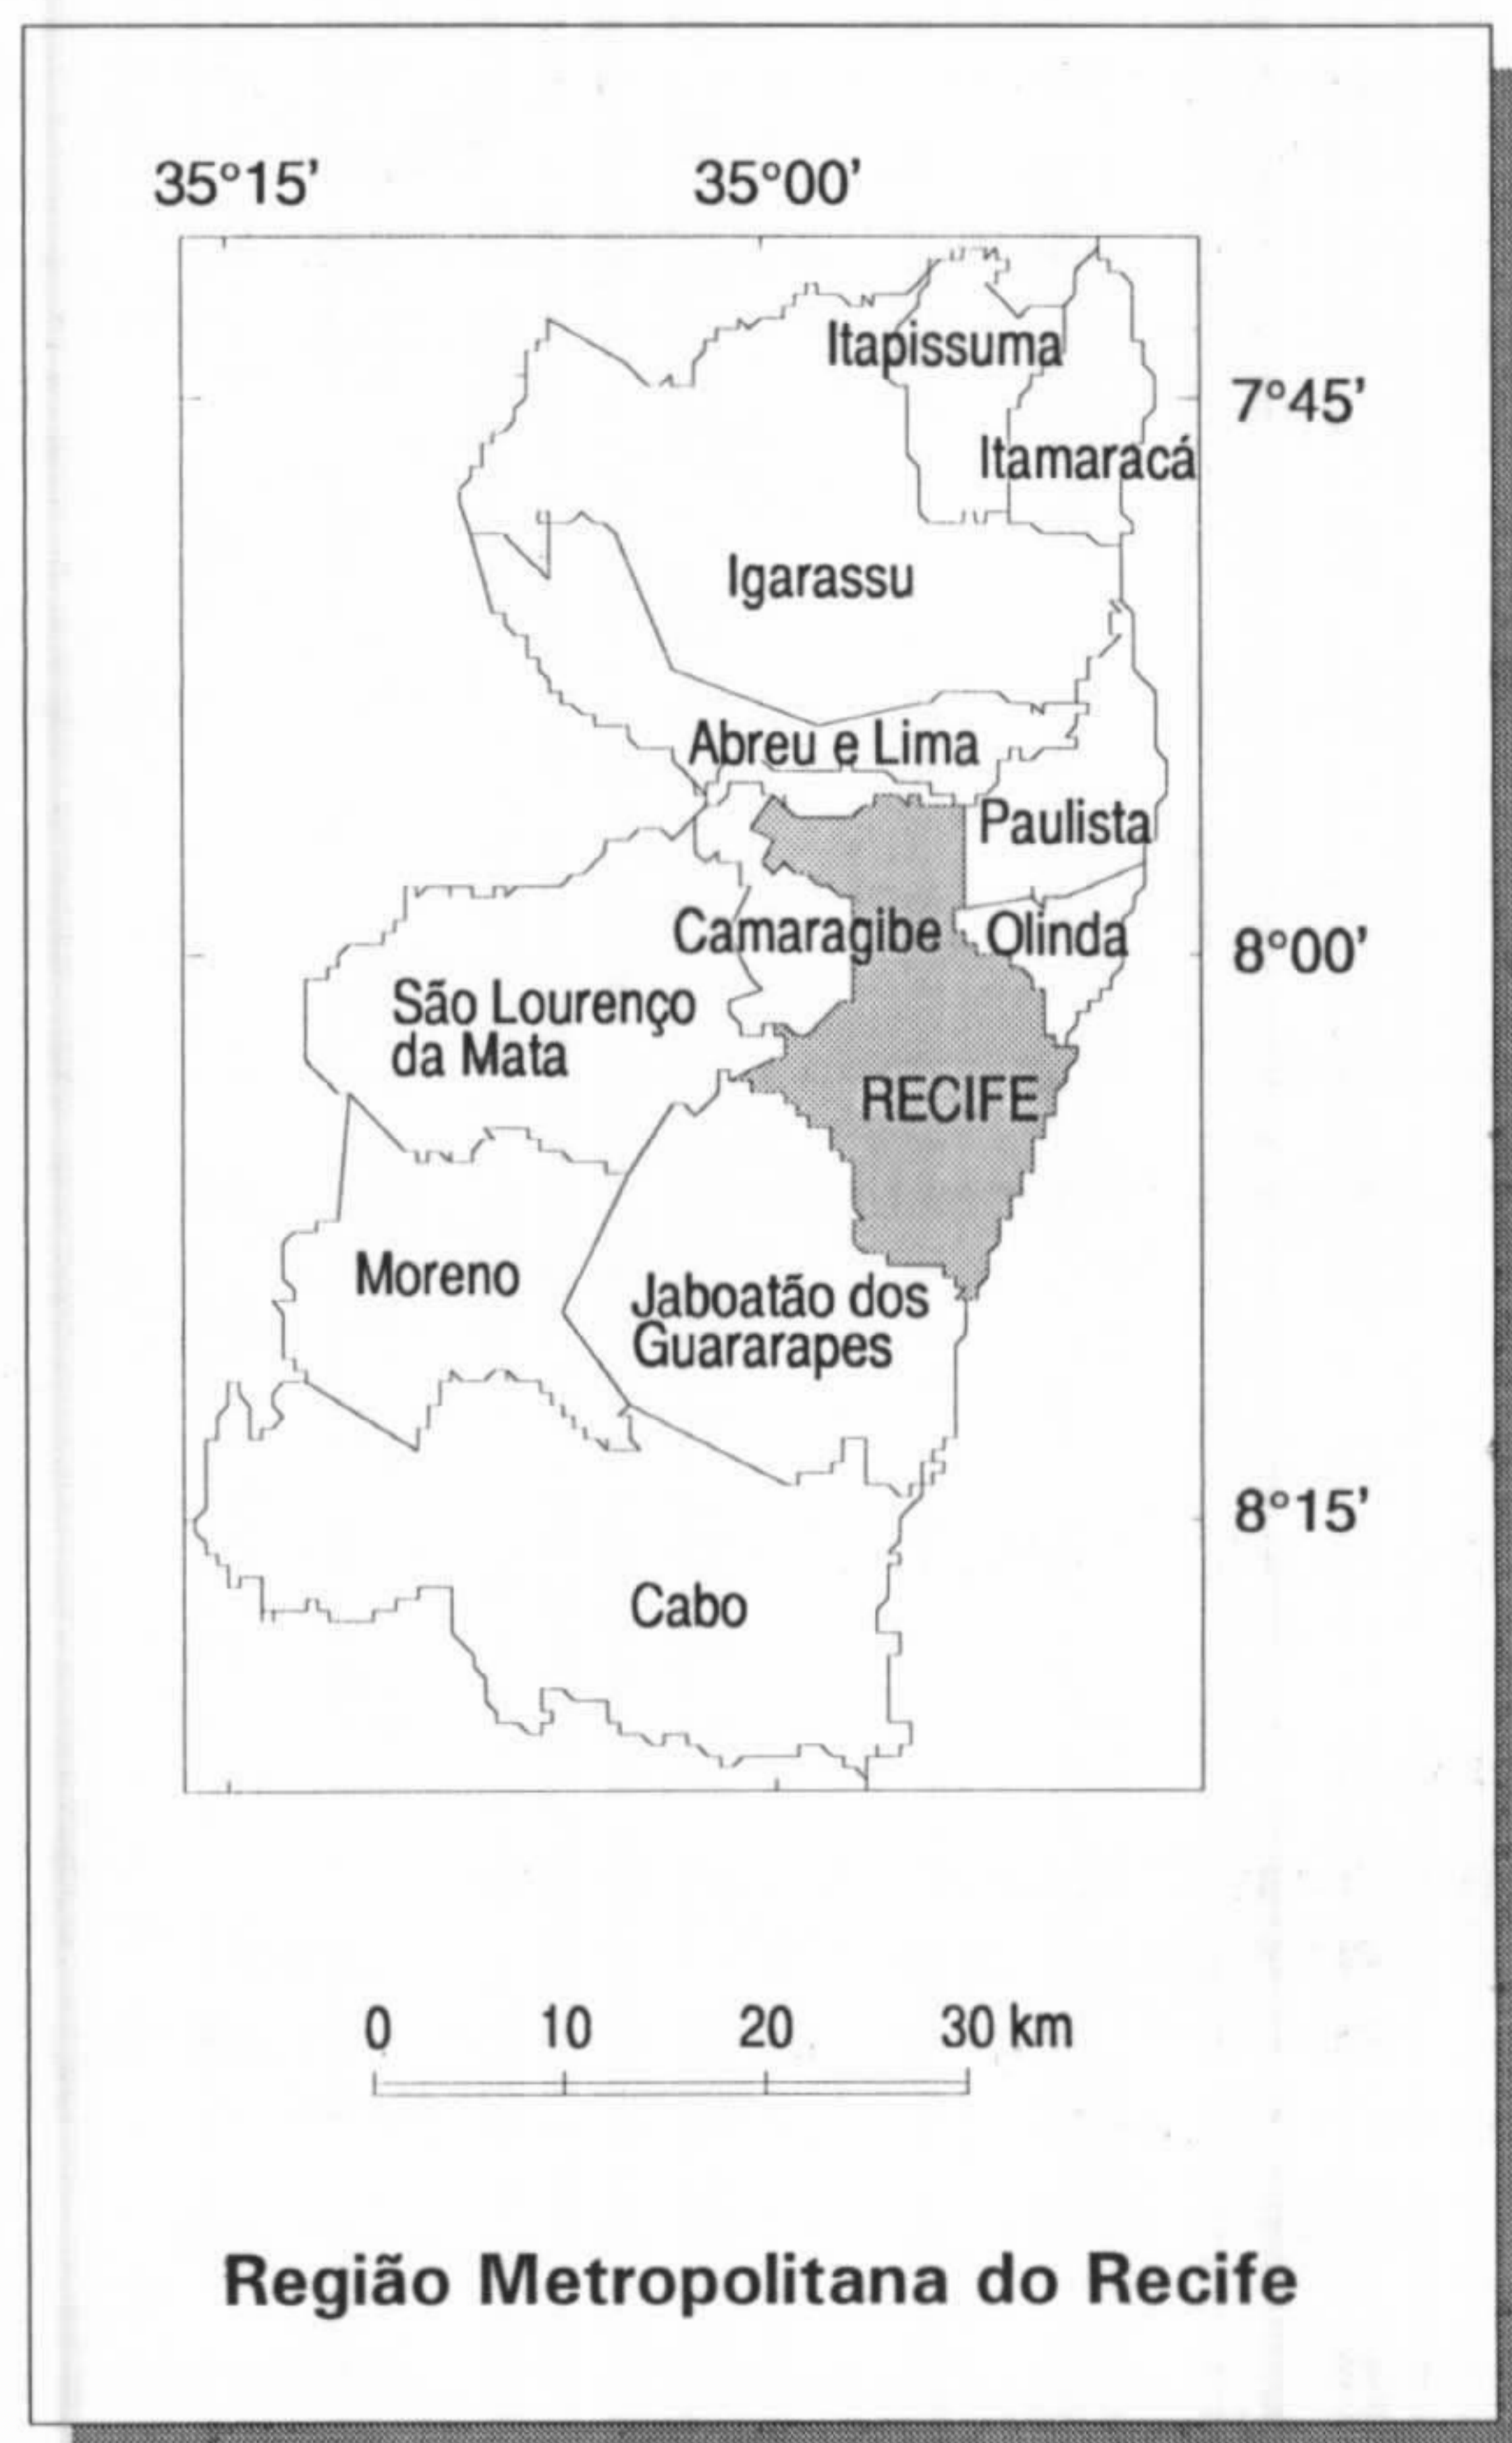 35°15' 35°00'
Itapissuma
7°45'
Itamaracá
Igarassu
Abreu e Lima
Paulista
Camaragibe Olinda
8°00'
São Lourenço
da Mata
RECIFE
Moreno
Jaboatão dos
Guararapes
8°15'
Cabo
0 10 20 30 km
Região Metropolitana do Recife